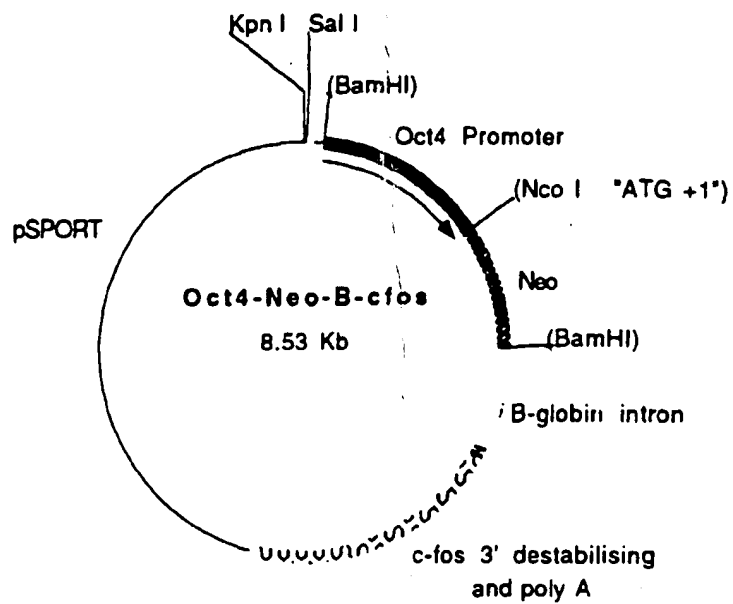 Kpn I Sal I
(BamHI)
Oct4 Promoter
(Nco I "ATG +1")
pSPORT
Neo
Oct4-Neo-B-cfos
8.53 Kb
(BamHI)
B-globin intron
c-fos 3' destabilising
and poly A